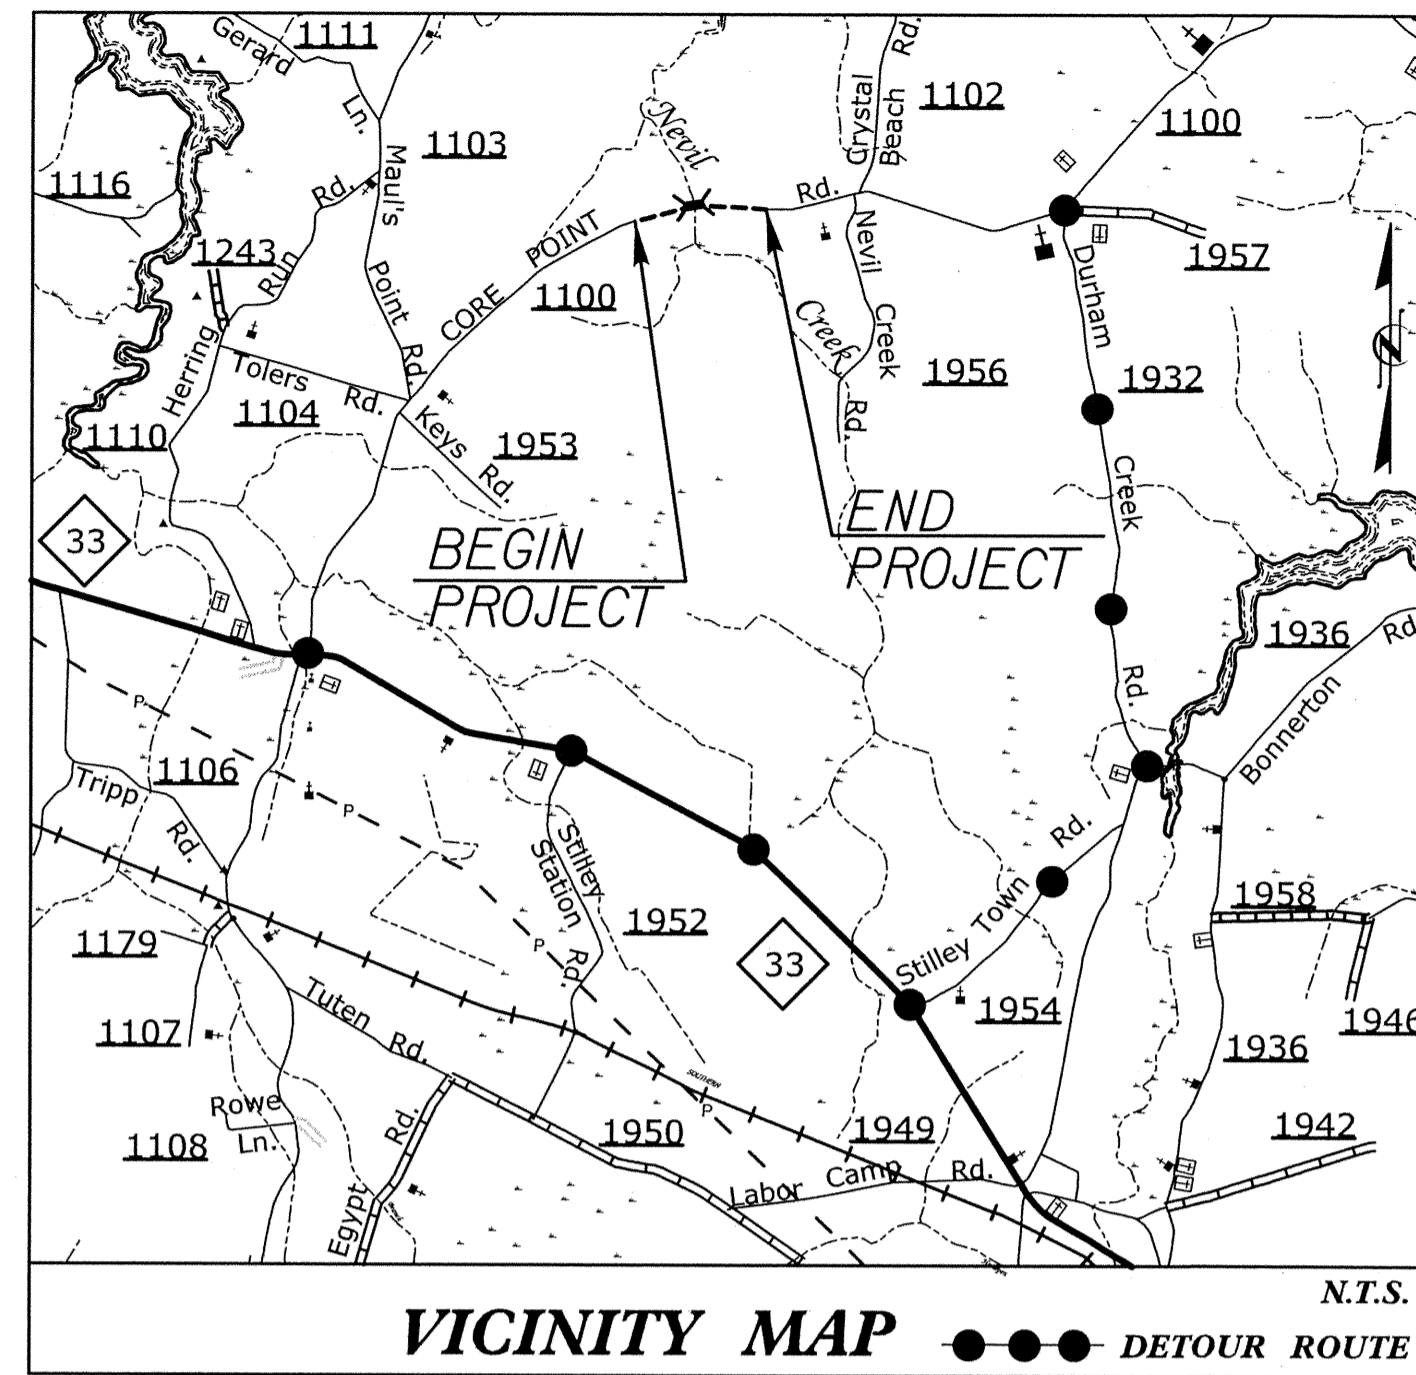 Gerard
1111
Ln.
Maul's
Point
Rd.
1103
Nevil
Crystal
Beach
Rd.
1102
1100
1116
Rd.
Run
Herring
1243
CORE
POINT
Rd.
1100
Creek
Nevil
Creek
Rd.
1957
Durham
Creek
Rd.
1956
1932
Tolers
Rd.
1104
1110
Keys
Rd.
1953
N
33
BEGIN
PROJECT
END
PROJECT
1936
Rd
Bonnerton
P
1106
Tripp
Rd.
P
Stilley
Station
Rd.
1952
P
33
Stilley Town Rd.
1954
1958
1946
1936
1179
1107
Tuten
Rd.
SOUTHERN
P
Rowe
Ln.
1108
Egypt
Rd.
1950
1949
Labor Camp Rd.
1942
N.T.S.
VICINITY MAP
DETOUR ROUTE